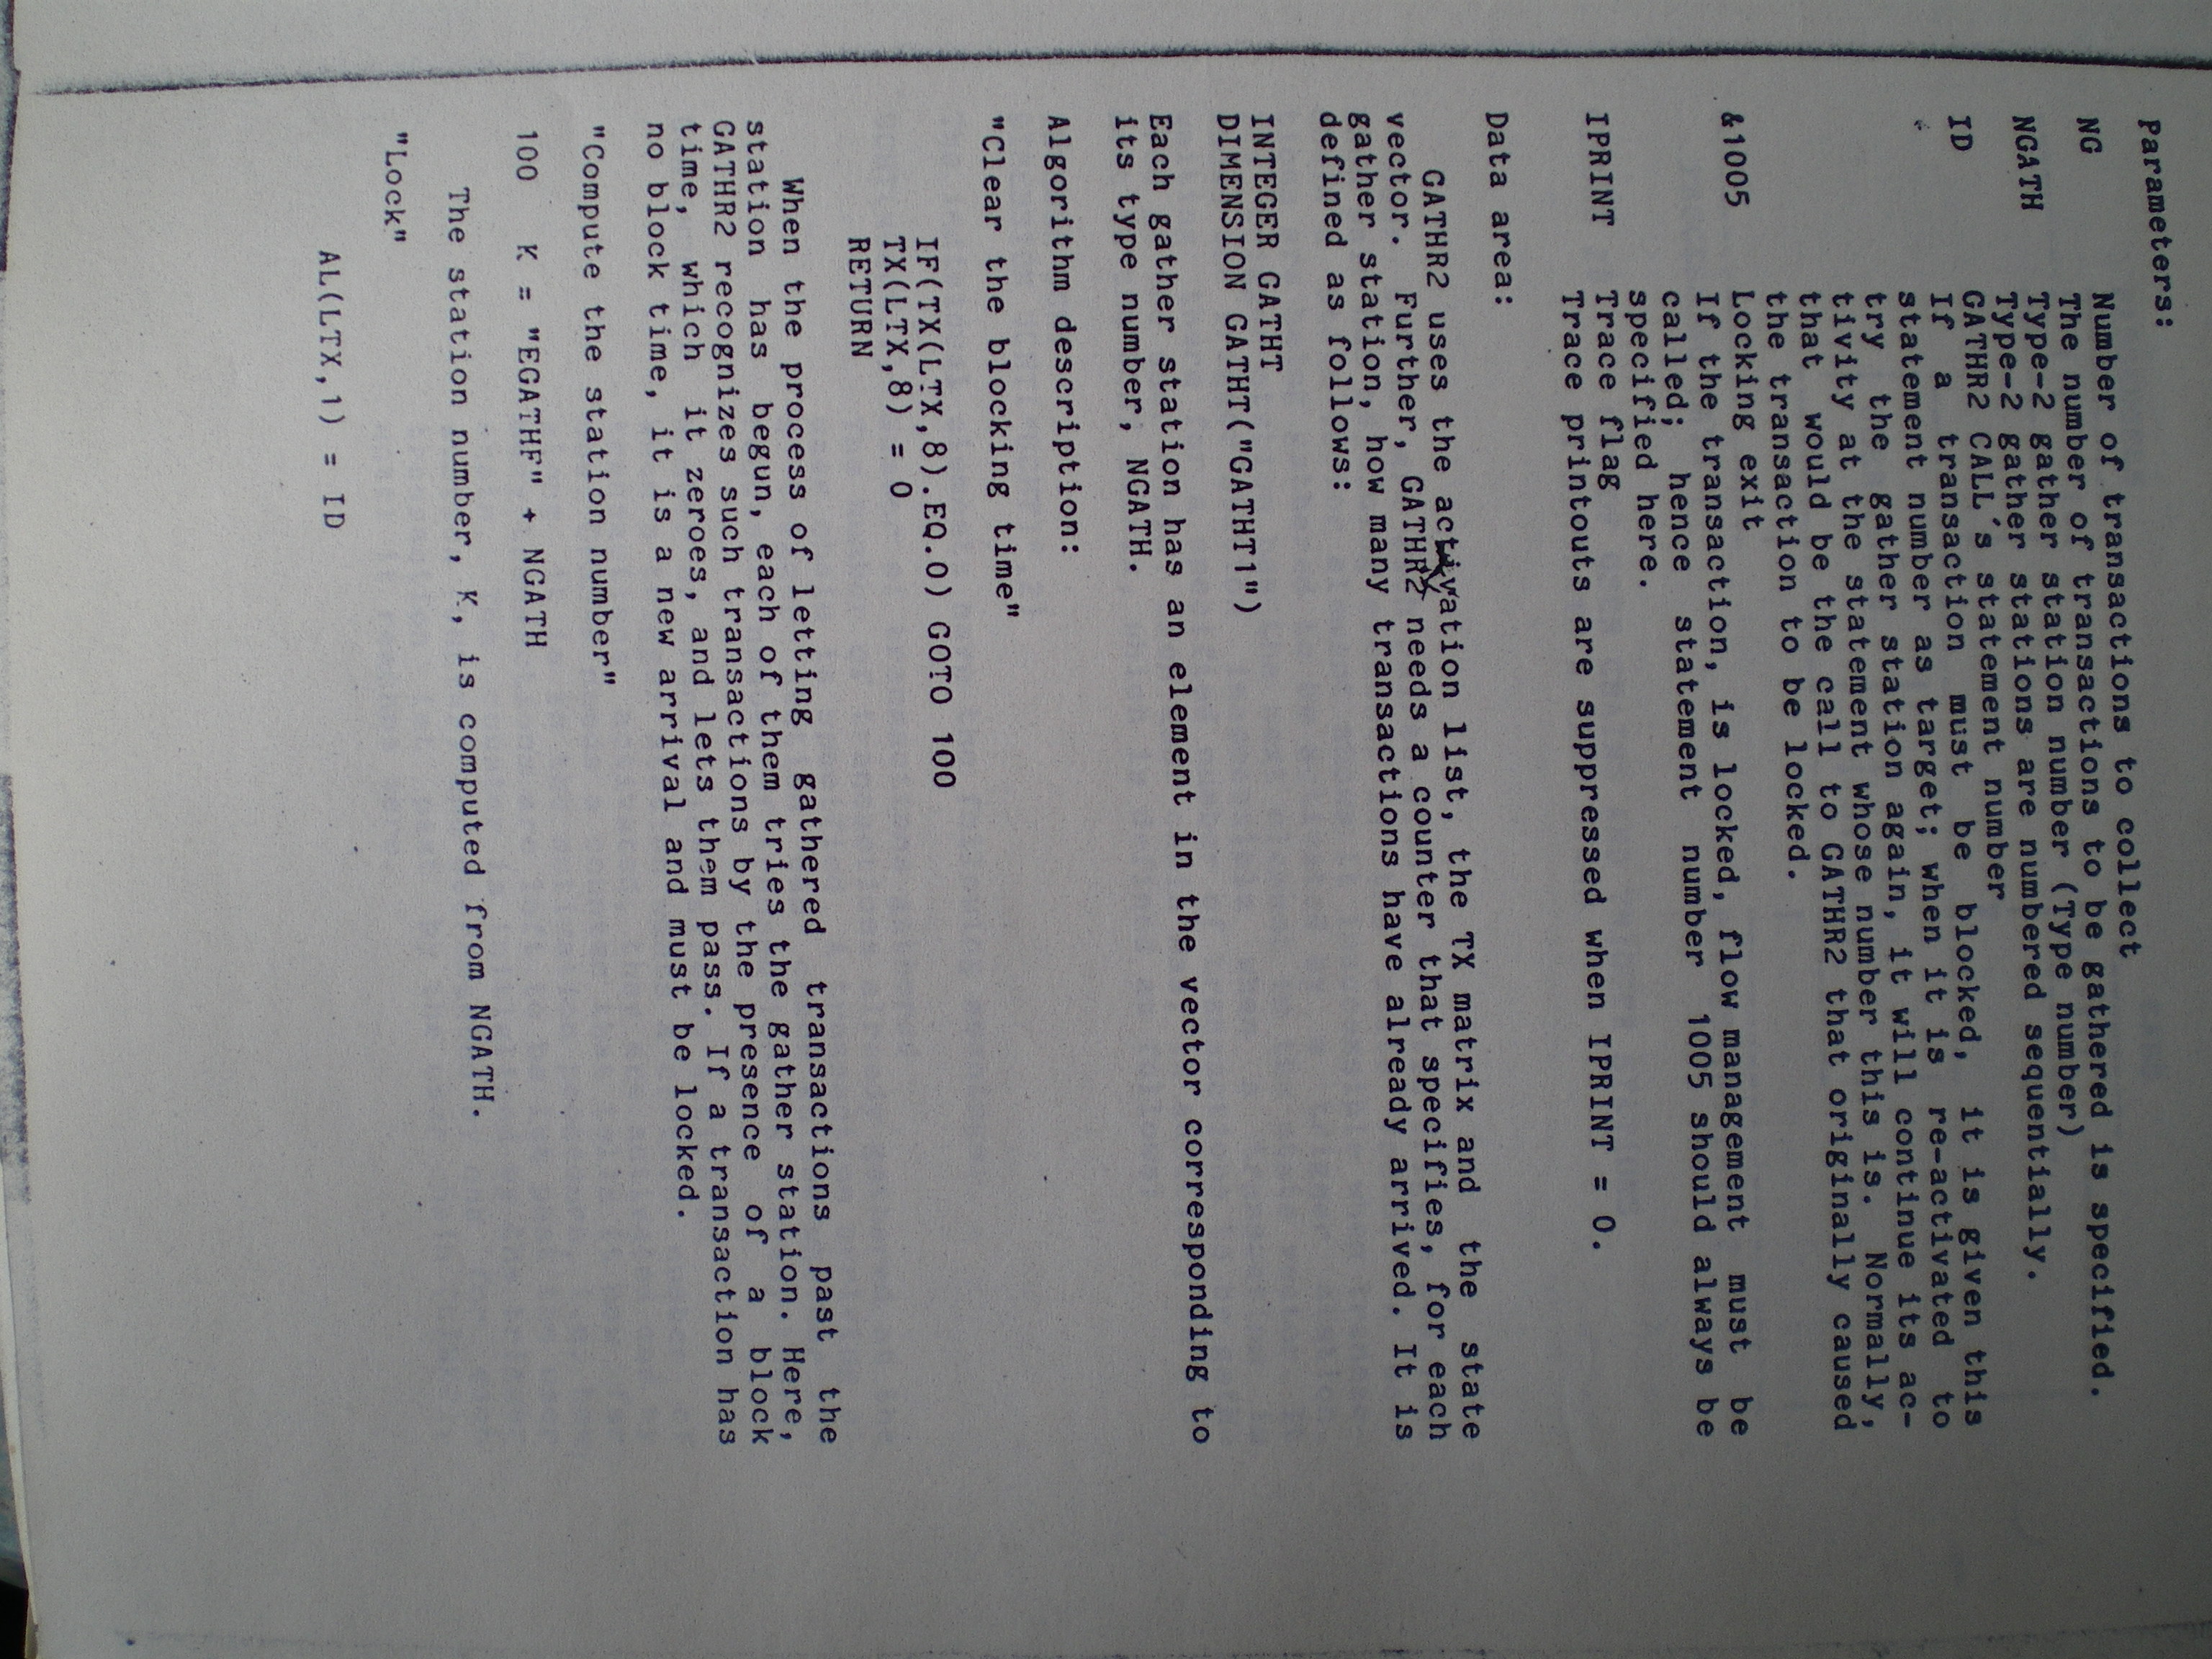 Parameters:
NG Number of transactions to collect
The number of transactions to be gathered is specified.
NGATH Type-2 gather station number (Type number)
Type-2 gather stations are numbered sequentially.
ID GATHR2 CALL's statement number
If a transaction must be blocked, it is given this
statement number as target; when it is re-activated to
try the gather station again, it will continue its ac-
tivity at the statement whose number this is. Normally,
that would be the call to GATHR2 that originally caused
the transaction to be locked.
&1005 Locking exit
If the transaction, is locked, flow management must be
called; hence statement number 1005 should always be
specified here.
IPRINT Trace flag
Trace printouts are suppressed when IPRINT = 0.
Data area:
GATHR2 uses the activation list, the TX matrix and the state
vector. Further, GATHR2 needs a counter that specifies, for each
gather station, how many transactions have already arrived. It is
defined as follows:
INTEGER GATHT
DIMENSION GATHT("GATHT1")
Each gather station has an element in the vector corresponding to
its type number, NGATH.
Algorithm description:
"Clear the blocking time"
IF(TX(LTX,8).EQ.0) GOTO 100
TX(LTX,8) = 0
RETURN
When the process of letting gathered transactions past the
station has begun, each of them tries the gather station. Here,
GATHR2 recognizes such transactions by the presence of a block
time, which it zeroes, and lets them pass. If a transaction has
no block time, it is a new arrival and must be locked.
"Compute the station number"
100 K = "EGATHF" + NGATH
The station number, K, is computed from NGATH.
"Lock"
AL(LTX,1) = ID